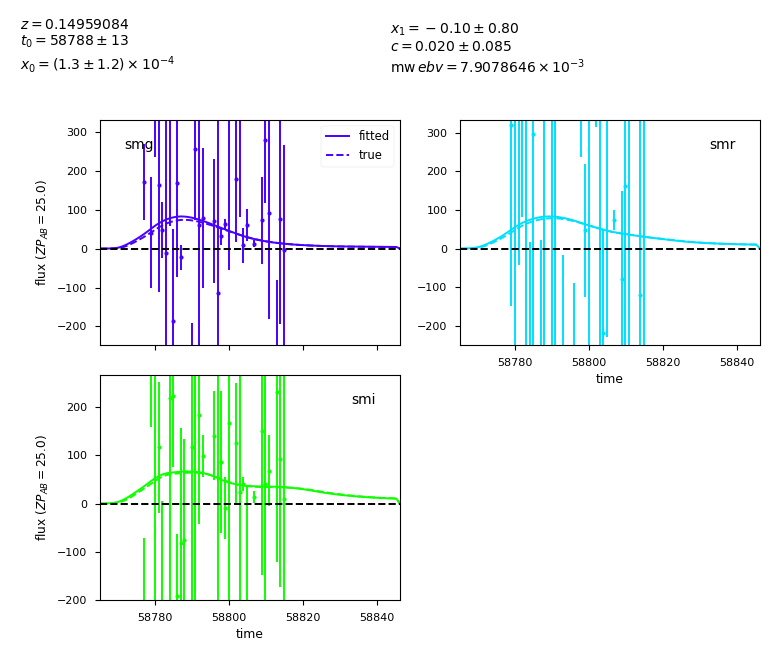 z = 0.14959084
t₀ = 58788 ± 13
x₀ = (1.3 ± 1.2) × 10⁻⁴
x₁ = −0.10 ± 0.80
c = 0.020 ± 0.085
mw ebv = 7.9078646 × 10⁻³
300
200
100
0
−100
−200
flux (ZP_AB = 25.0)
smg
fitted
true
300
200
100
0
−100
−200
smr
58780 58800 58820 58840
time
200
100
0
−100
−200
flux (ZP_AB = 25.0)
smi
58780 58800 58820 58840
time